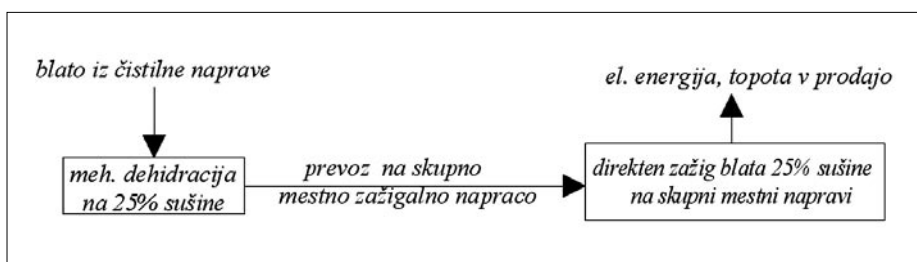 blato iz čistilne naprave
el. energija, topota v prodajo
meh. dehidracija
na 25% sušine
prevoz na skupno
mestno zažigalno napraco
direkten zažig blata 25% sušine
na skupni mestni napravi